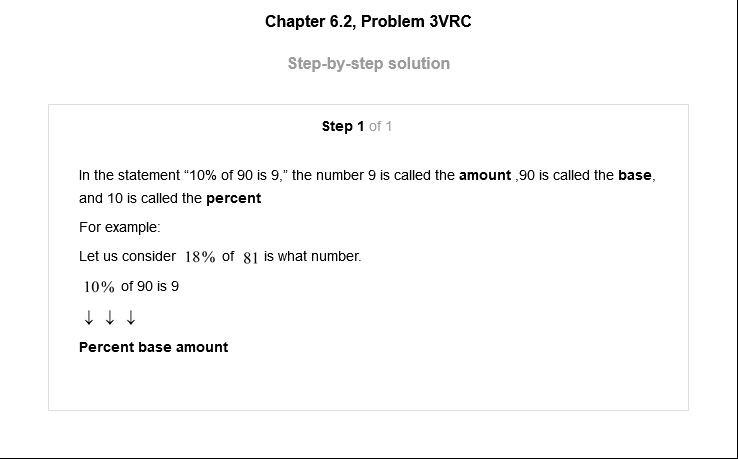 Chapter 6.2, Problem 3VRC
Step-by-step solution
Step 1 of 1
In the statement “10% of 90 is 9,” the number 9 is called the amount ,90 is called the base,
and 10 is called the percent
For example:
Let us consider 18% of 81 is what number.
10% of 90 is 9
↓ ↓ ↓
Percent base amount